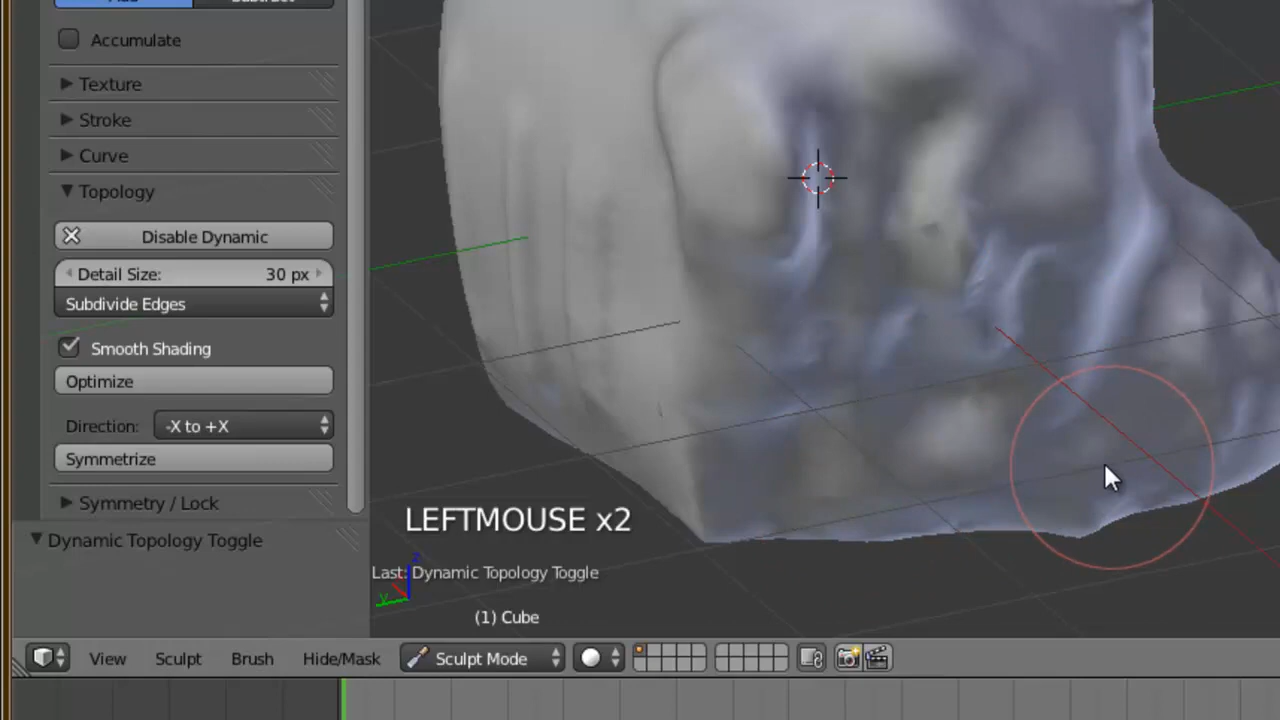 Add Subtract
Accumulate
Texture
Stroke
Curve
Topology
Disable Dynamic
Detail Size: 30 px
Subdivide Edges
Smooth Shading
Optimize
Direction: -X to +X
Symmetrize
Symmetry / Lock
Dynamic Topology Toggle
LEFTMOUSE x2
Last: Dynamic Topology Toggle
z
y
(1) Cube
View Sculpt Brush Hide/Mask Sculpt Mode